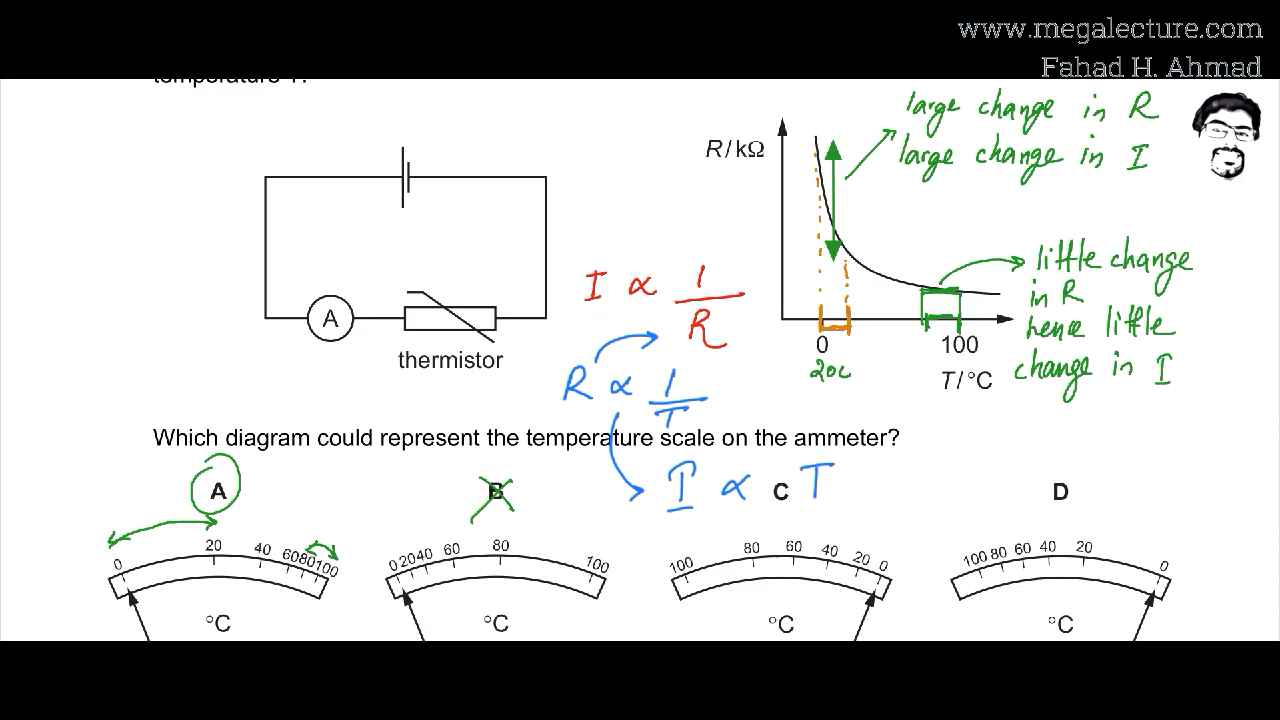 www.megalecture.com
Fahad H. Ahmad
large change in R
large change in I
R/kΩ
I ∝ 1/R
R ∝ 1/T
I ∝ T
little change
in R
hence little
change in I
0
100
20c
T/°C
A
thermistor
Which diagram could represent the temperature scale on the ammeter?
A
B
C
D
0 20 40 60 80 100
0 20 40 60 80 100
100 80 60 40 20 0
100 80 60 40 20 0
°C
°C
°C
°C